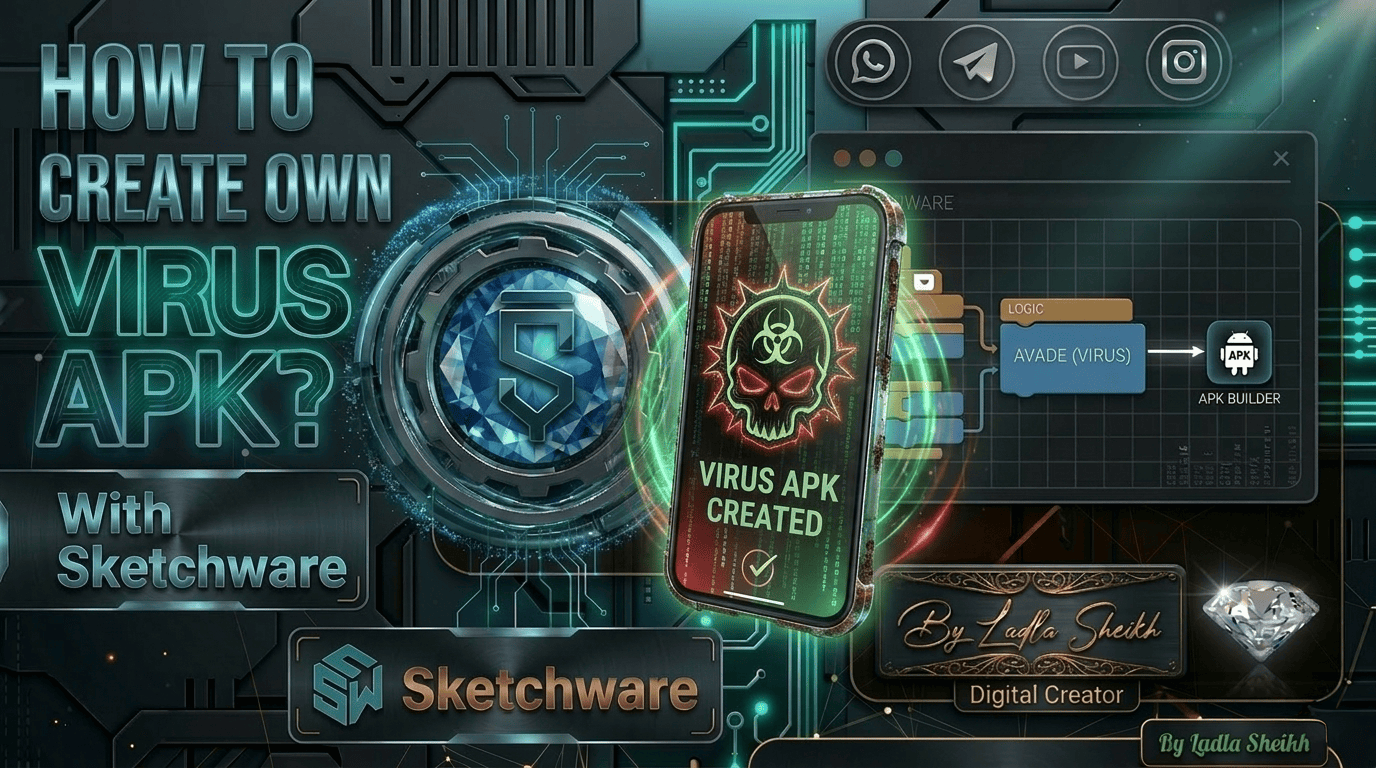 HOW TO
CREATE OWN
VIRUS
APK?
With
Sketchware
Sketchware
VIRUS APK
CREATED
WARE
LOGIC
AVADE (VIRUS)
APK
APK BUILDER
By Ladla Sheikh
Digital Creator
By Ladla Sheikh